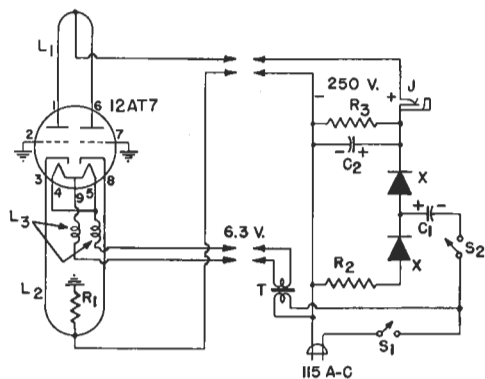 L1
12AT7
1
6
2
7
3
4
9
5
8
L3
L2
R1
250 V.
-
+
J
R3
- +
C2
X
+ -
C1
X
S2
6.3 V.
R2
T
S1
115 A-C